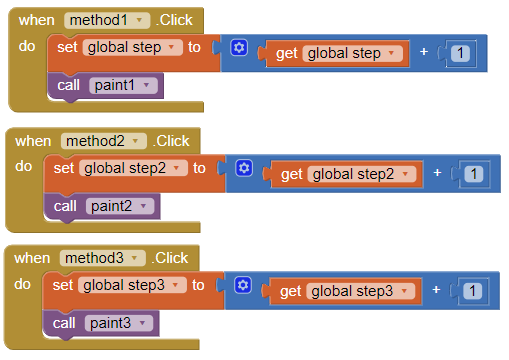 when method1 .Click
do set global step to get global step + 1
call paint1
when method2 .Click
do set global step2 to get global step2 + 1
call paint2
when method3 .Click
do set global step3 to get global step3 + 1
call paint3